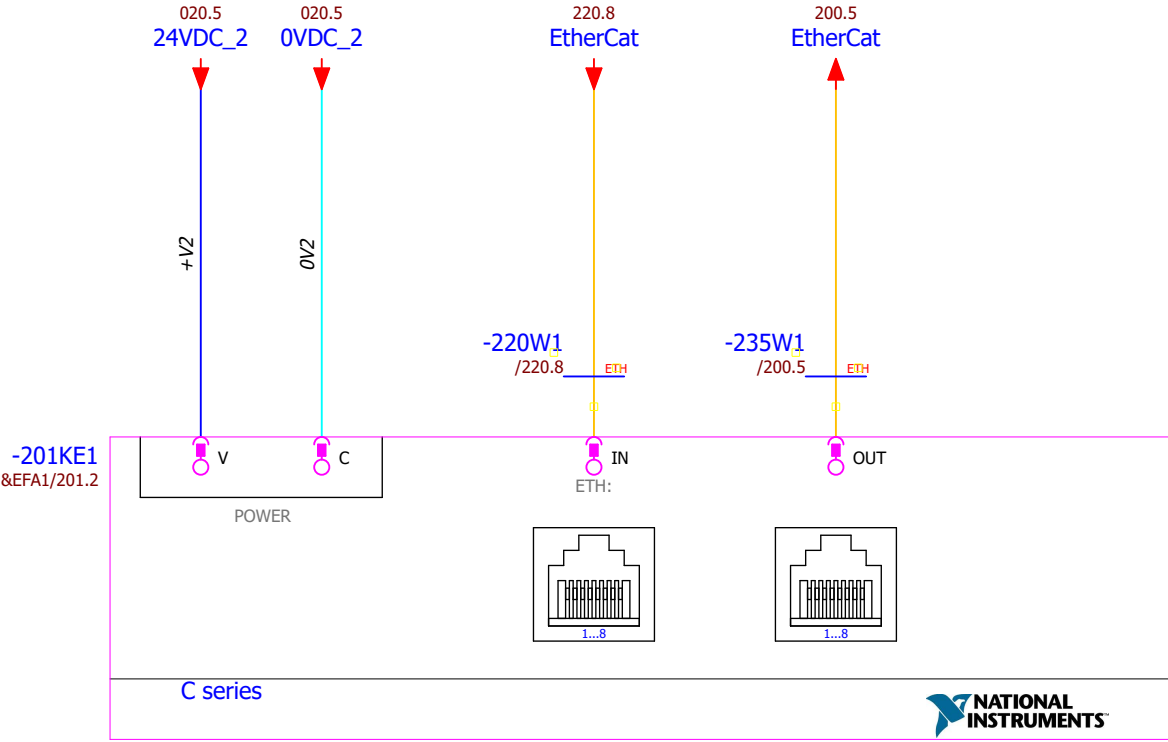 020.5 020.5 220.8 200.5
24VDC_2 0VDC_2 EtherCat EtherCat
+V2 0V2
-220W1 -235W1
/220.8 ETH /200.5 ETH
-201KE1 V C IN OUT
&EFA1/201.2 ETH:
POWER
1...8 1...8
C series
NATIONAL
INSTRUMENTS™